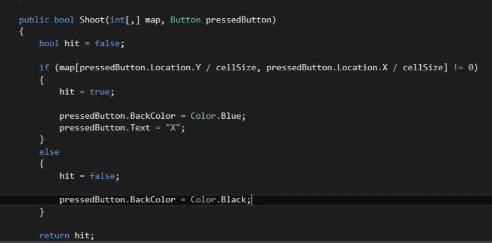 public bool Shoot(int[,] map, Button pressedButton)
{
bool hit = false;
if (map[pressedButton.Location.Y / cellSize, pressedButton.Location.X / cellSize] != 0)
{
hit = true;
pressedButton.BackColor = Color.Blue;
pressedButton.Text = "X";
}
else
{
hit = false;
pressedButton.BackColor = Color.Black;
}
return hit;